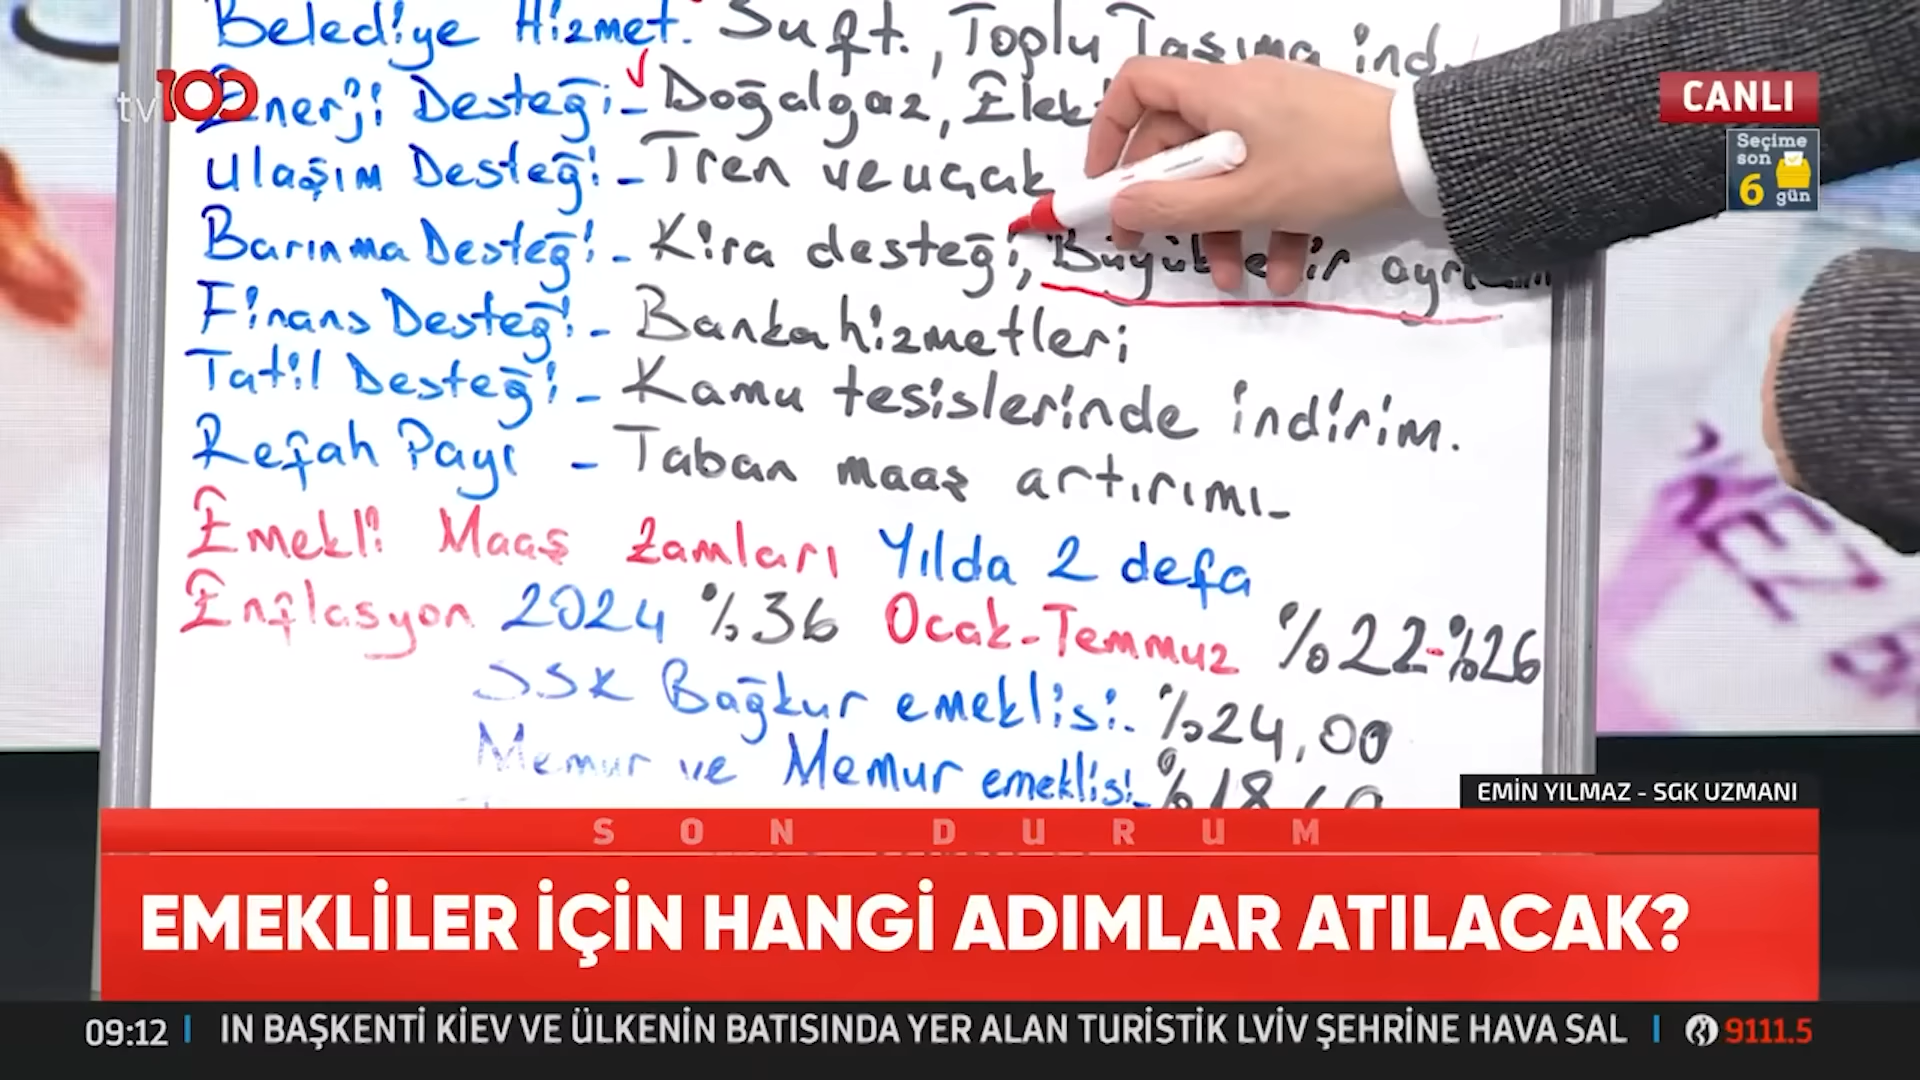 Belediye Hizmet. Su ft., Toplu Taşıma ind.
tv100
Enerji Desteği - Doğalgaz, Elek
CANLI
Seçime
son
6
gün
Ulaşım Desteği - Tren ve uçak
Barınma Desteği - Kira desteği,
Finans Desteği - Banka hizmetleri
Tatil Desteği - Kamu tesislerinde indirim.
Refah Payı - Taban maaş artırımı-
Emekli Maaş Zamları Yılda 2 defa
Enflasyon 2024 %36 Ocak-Temmuz %22-%26
SSK Bağkur emeklisi- %24,00
Memur ve Memur emeklisi-
EMİN YILMAZ - SGK UZMANI
SON DURUM
EMEKLİLER İÇİN HANGİ ADIMLAR ATILACAK?
09:12 IN BAŞKENTİ KİEV VE ÜLKENİN BATISINDA YER ALAN TURİSTİK LVİV ŞEHRİNE HAVA SAL 9111.5